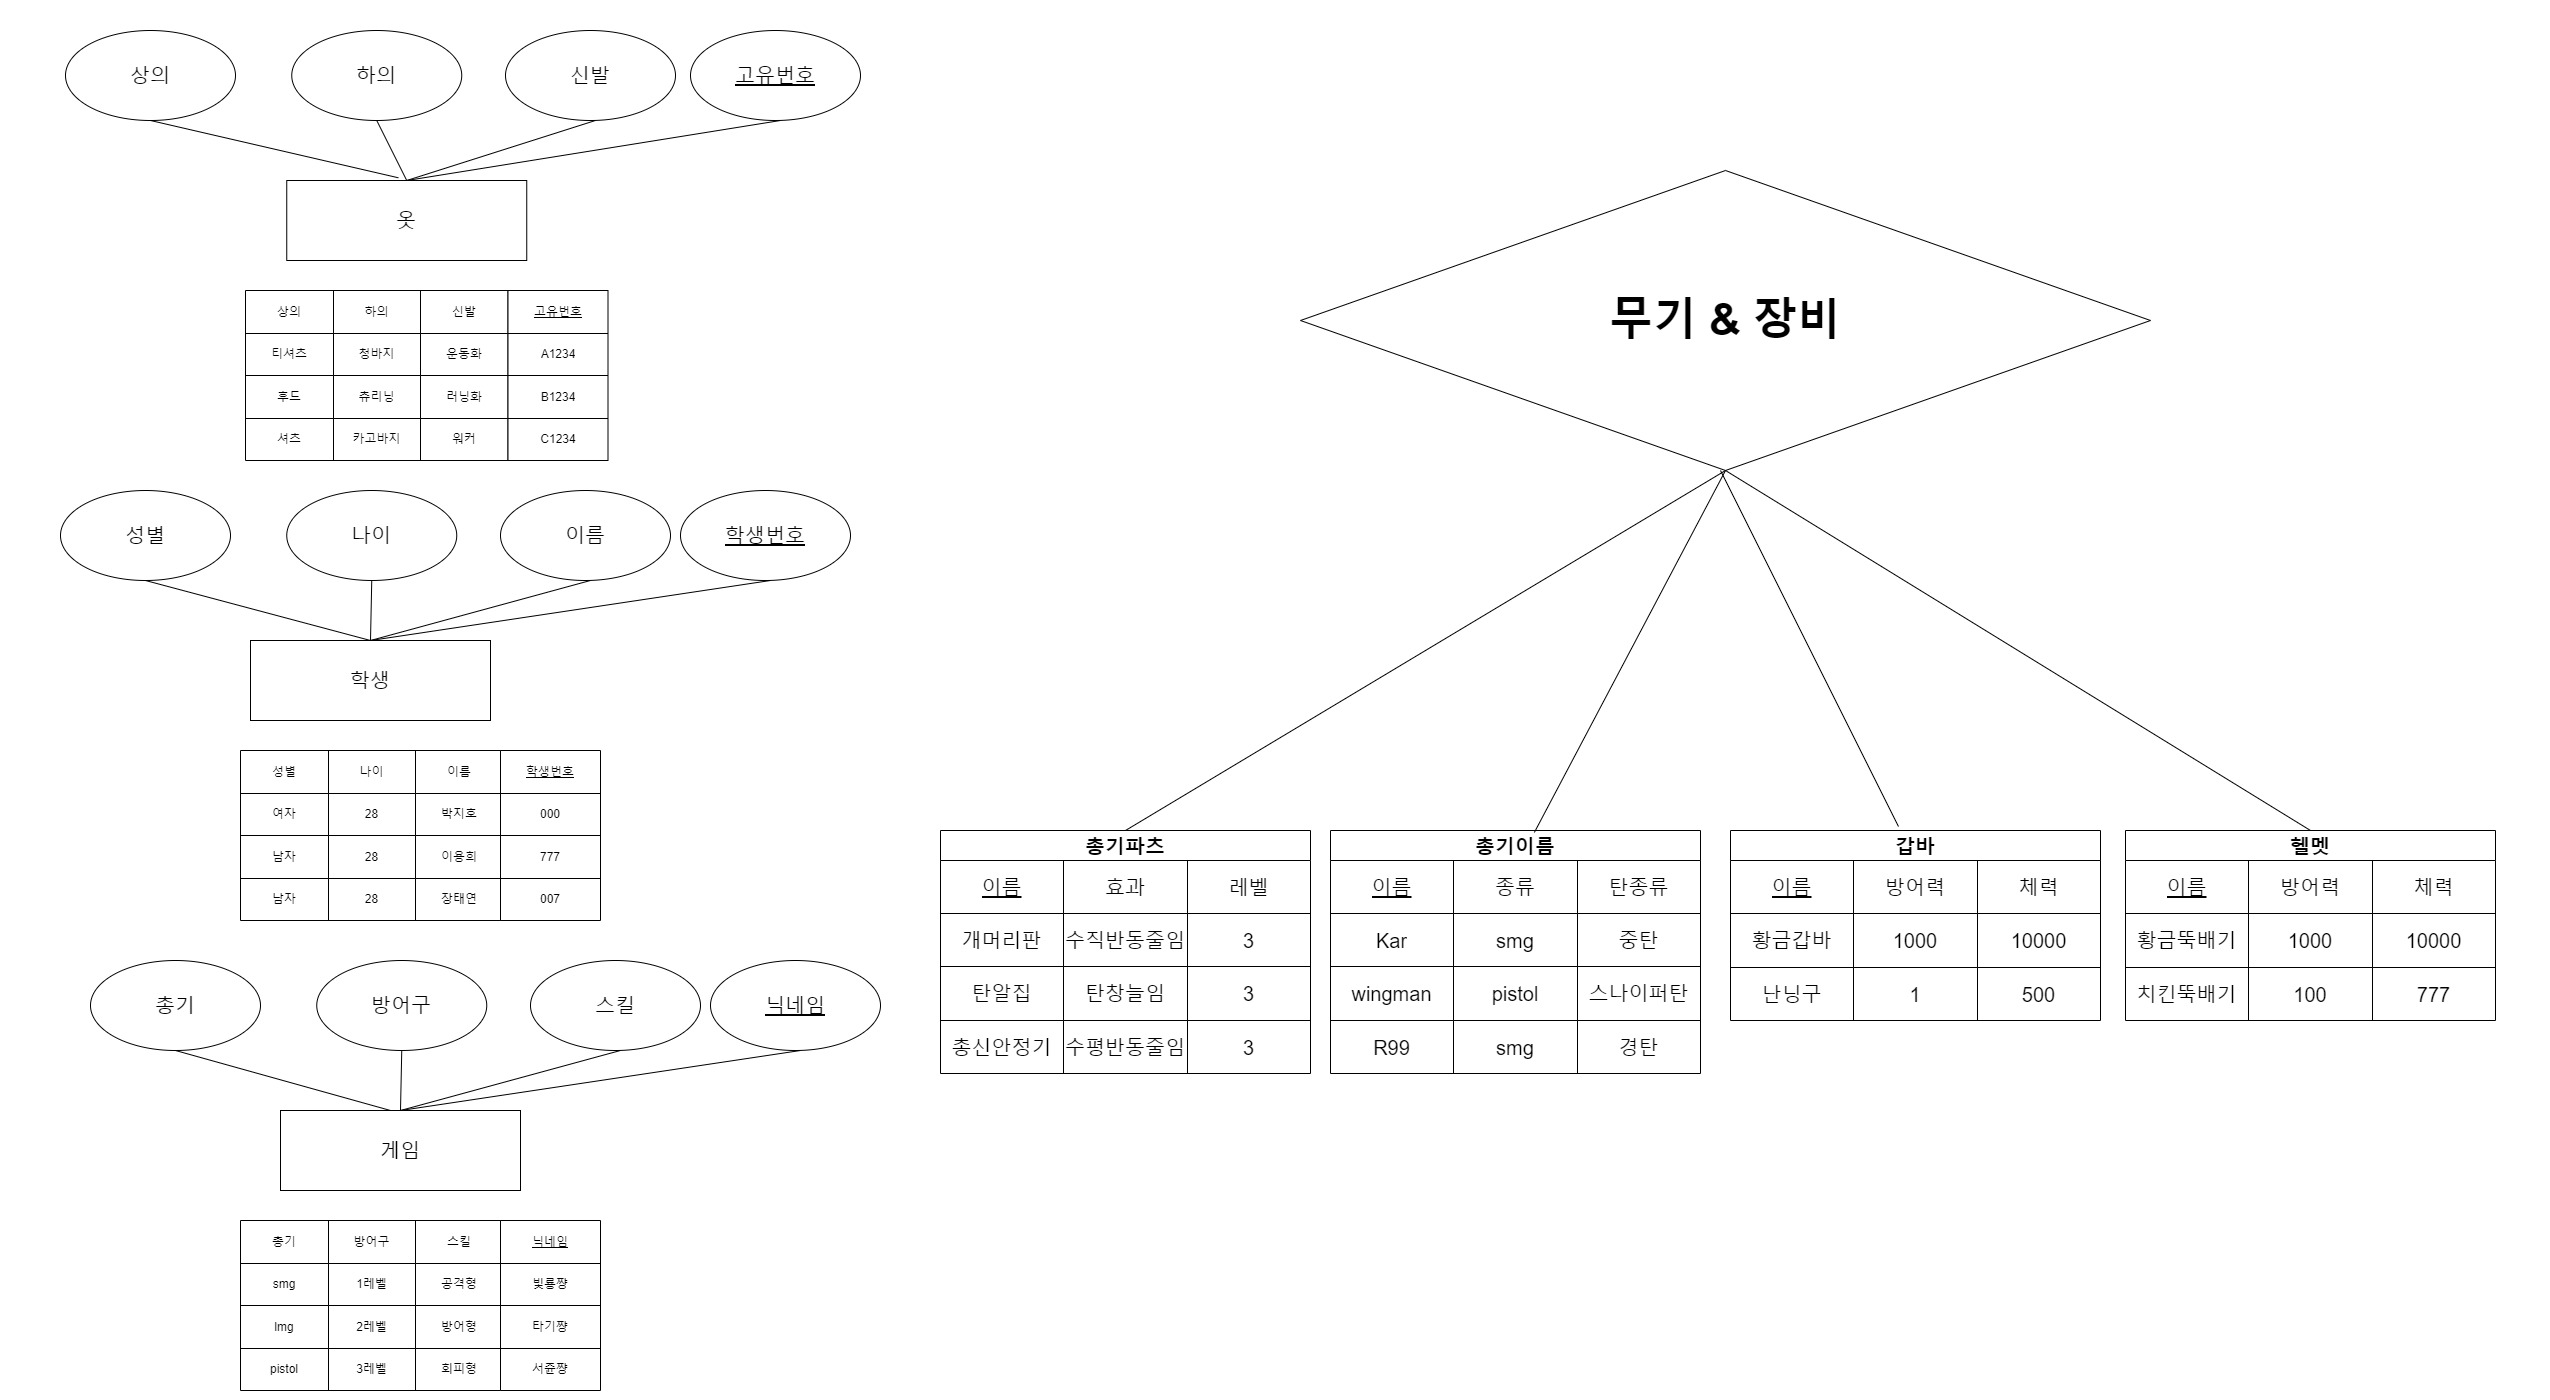 상의 하의 신발 고유번호
옷
상의 하의 신발 고유번호
티셔츠 청바지 운동화 A1234
후드 츄리닝 러닝화 B1234
셔츠 카고바지 워커 C1234
성별 나이 이름 학생번호
학생
성별 나이 이름 학생번호
여자 28 박지호 000
남자 28 이용희 777
남자 28 장태연 007
총기 방어구 스킬 닉네임
게임
총기 방어구 스킬 닉네임
smg 1레벨 공격형 빛룡쨩
lmg 2레벨 방어형 타기쨩
pistol 3레벨 회피형 서쥰쨩
무기 & 장비
총기파츠
이름 효과 레벨
개머리판 수직반동줄임 3
탄알집 탄창늘임 3
총신안정기 수평반동줄임 3
총기이름
이름 종류 탄종류
Kar smg 중탄
wingman pistol 스나이퍼탄
R99 smg 경탄
갑바
이름 방어력 체력
황금갑바 1000 10000
난닝구 1 500
헬멧
이름 방어력 체력
황금뚝배기 1000 10000
치킨뚝배기 100 777